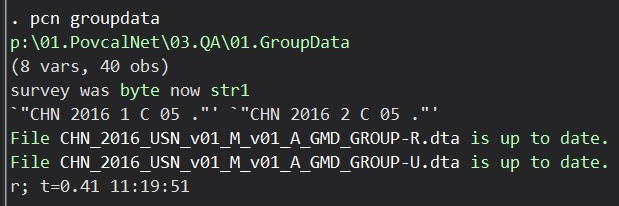 . pcn groupdata
p:\01.PovcalNet\03.QA\01.GroupData
(8 vars, 40 obs)
survey was byte now str1
`"CHN 2016 1 C 05 ."' `"CHN 2016 2 C 05 ."'
File CHN_2016_USN_v01_M_v01_A_GMD_GROUP-R.dta is up to date.
File CHN_2016_USN_v01_M_v01_A_GMD_GROUP-U.dta is up to date.
r; t=0.41 11:19:51